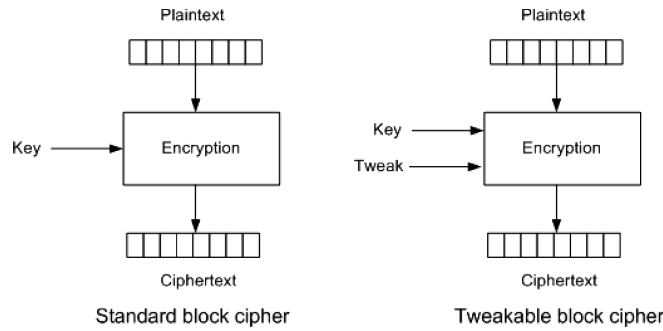 Plaintext
Key
Encryption
Ciphertext
Standard block cipher
Plaintext
Key
Tweak
Encryption
Ciphertext
Tweakable block cipher